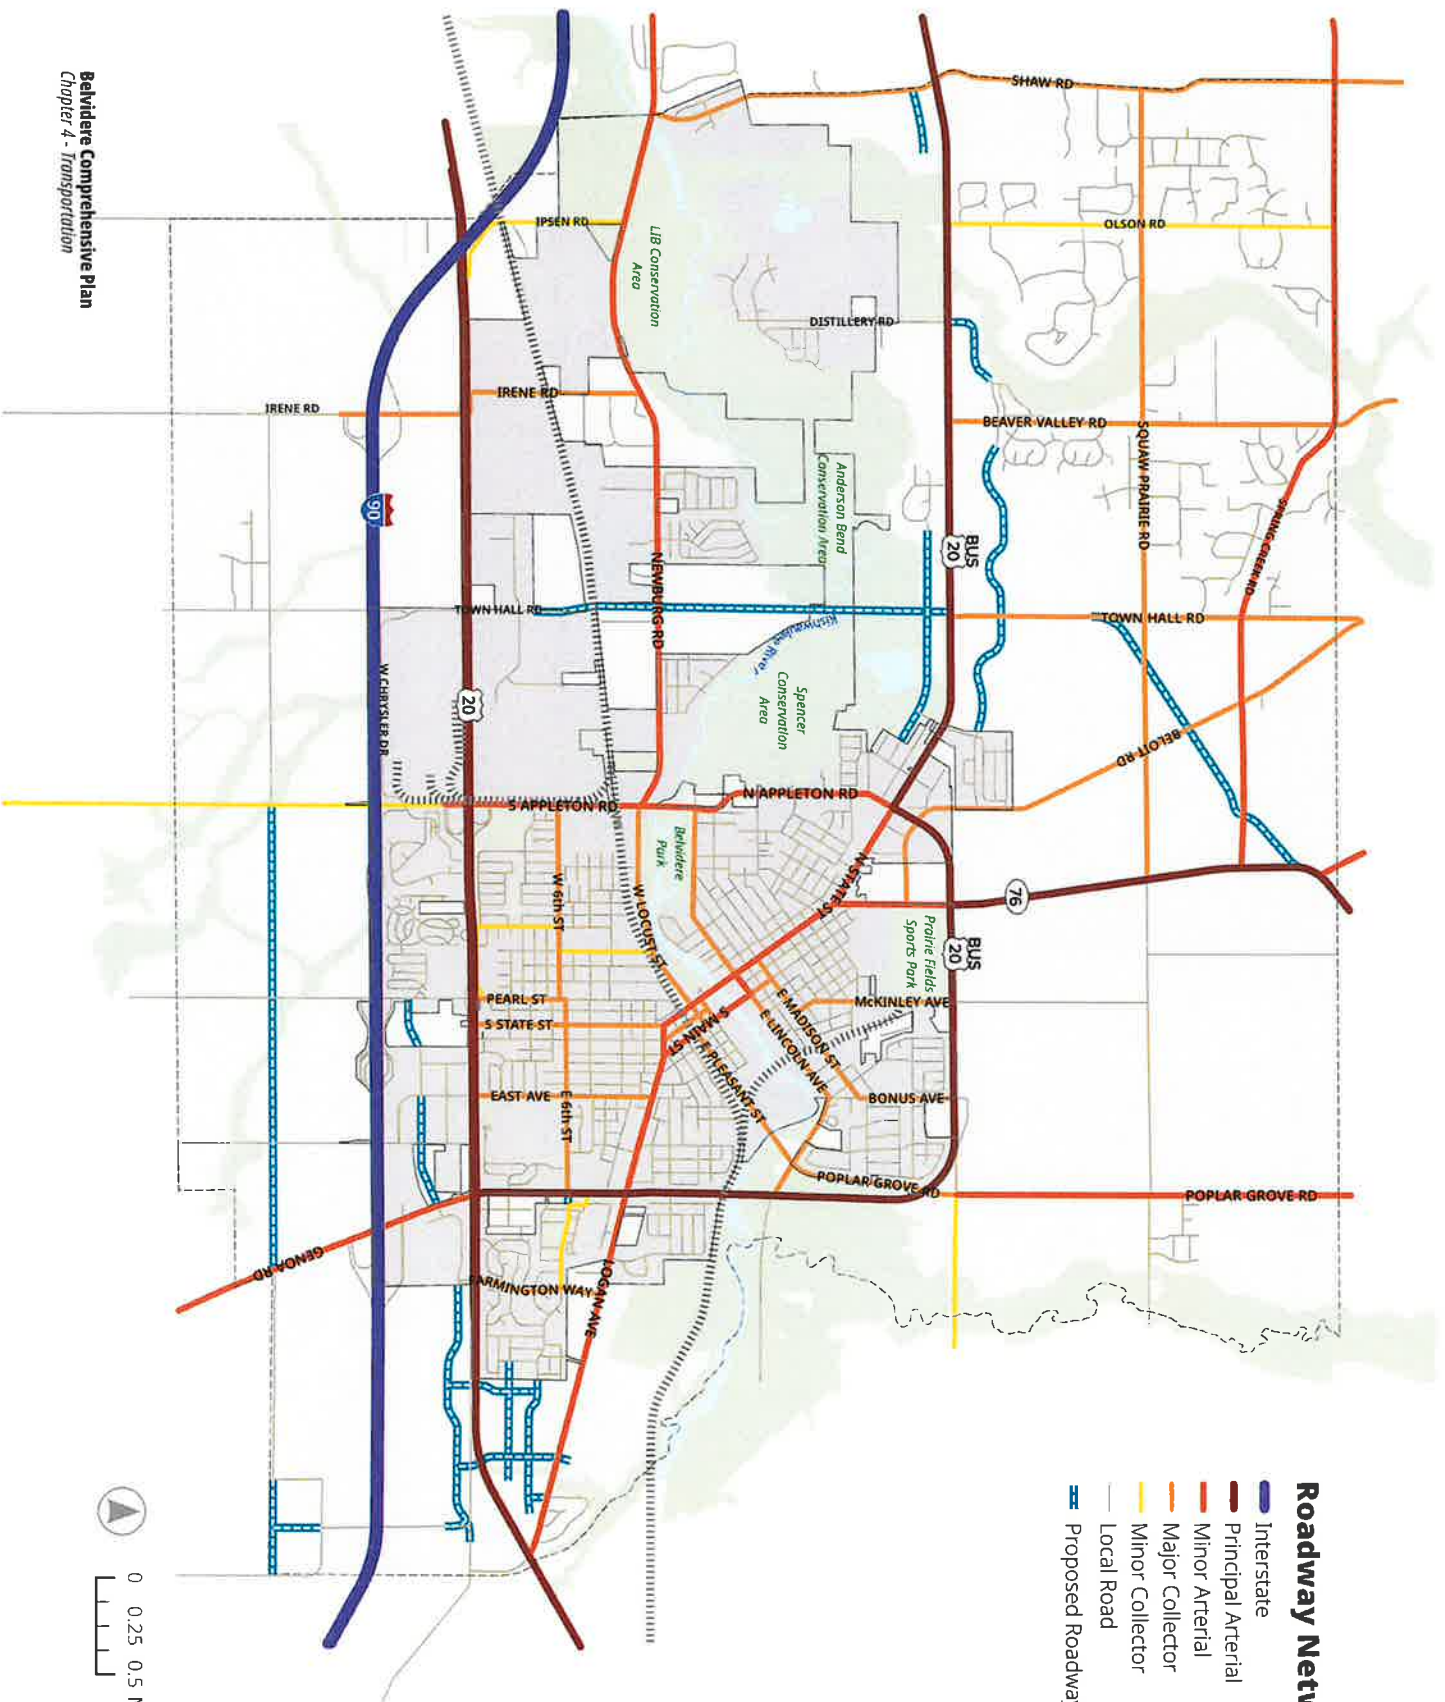 Belvidere Comprehensive Plan
Chapter 4 - Transportation
SHAW RD
OLSON RD
IPSEN RD
LIB Conservation
Area
DISTILLERY RD
IRENE RD
IRENE RD
BEAVER VALLEY RD
SQUAW PRAIRIE RD
SPRING CREEK RD
Anderson Bend
Conservation Area
90
BUS
20
NEWBURG RD
TOWN HALL RD
TOWN HALL RD
Kishwaukee River
Spencer
Conservation
Area
W CHRYSLER DR
20
BELOIT RD
S APPLETON RD
N APPLETON RD
Belvidere
Park
N STATE ST
76
W 6th ST
W LOCUST ST
Prairie Fields
Sports Park
BUS
20
PEARL ST
S STATE ST
S MAIN ST
E MADISON ST
E LINCOLN AVE
McKINLEY AVE
E PLEASANT ST
EAST AVE
E 6th ST
BONUS AVE
POPLAR GROVE RD
POPLAR GROVE RD
GENOA RD
FARMINGTON WAY
LOGAN AVE
Roadway Netw
Interstate
Principal Arterial
Minor Arterial
Major Collector
Minor Collector
Local Road
Proposed Roadway
0 0.25 0.5 M